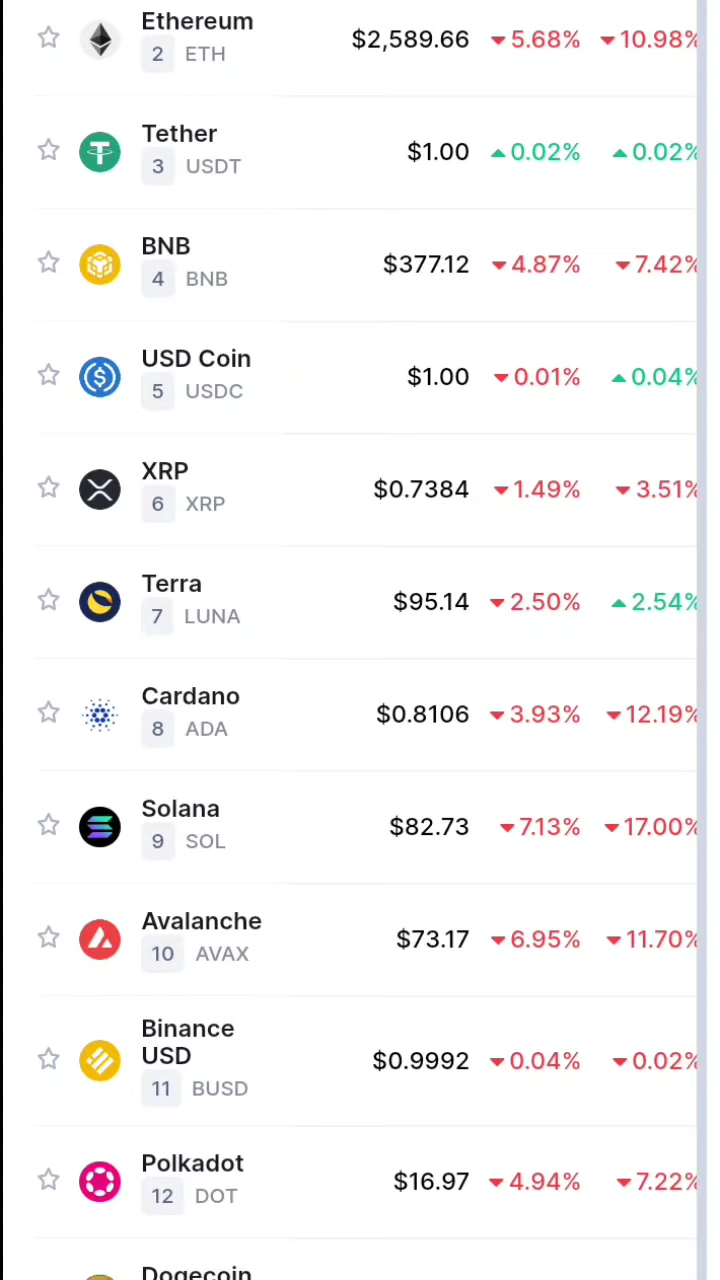 Ethereum
2 ETH $2,589.66 5.68% 10.98%
Tether
3 USDT $1.00 0.02% 0.02%
BNB
4 BNB $377.12 4.87% 7.42%
USD Coin
5 USDC $1.00 0.01% 0.04%
XRP
6 XRP $0.7384 1.49% 3.51%
Terra
7 LUNA $95.14 2.50% 2.54%
Cardano
8 ADA $0.8106 3.93% 12.19%
Solana
9 SOL $82.73 7.13% 17.00%
Avalanche
10 AVAX $73.17 6.95% 11.70%
Binance
USD
11 BUSD $0.9992 0.04% 0.02%
Polkadot
12 DOT $16.97 4.94% 7.22%
Dogecoin